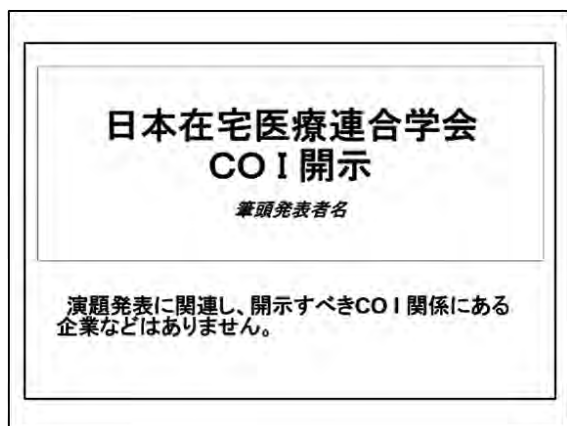 日本在宅医療連合学会
CO I 開示
筆頭発表者名
演題発表に関連し、開示すべきCO I 関係にある
企業などはありません。